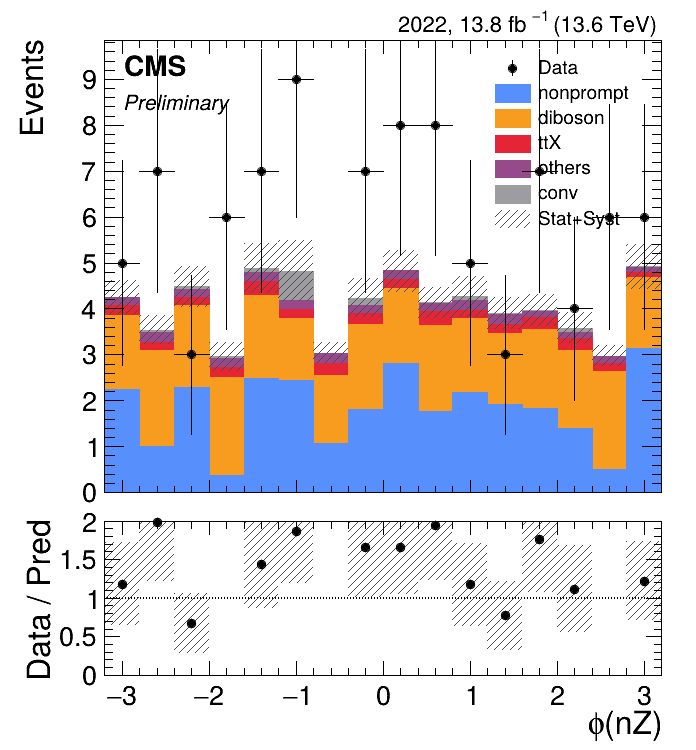 2022, 13.8 fb⁻¹ (13.6 TeV)
CMS
Preliminary
Events
Data
nonprompt
diboson
ttX
others
conv
Stat+Syst
9
8
7
6
5
4
3
2
1
0
Data / Pred
2
1.5
1
0.5
0
−3 −2 −1 0 1 2 3
ϕ(nZ)